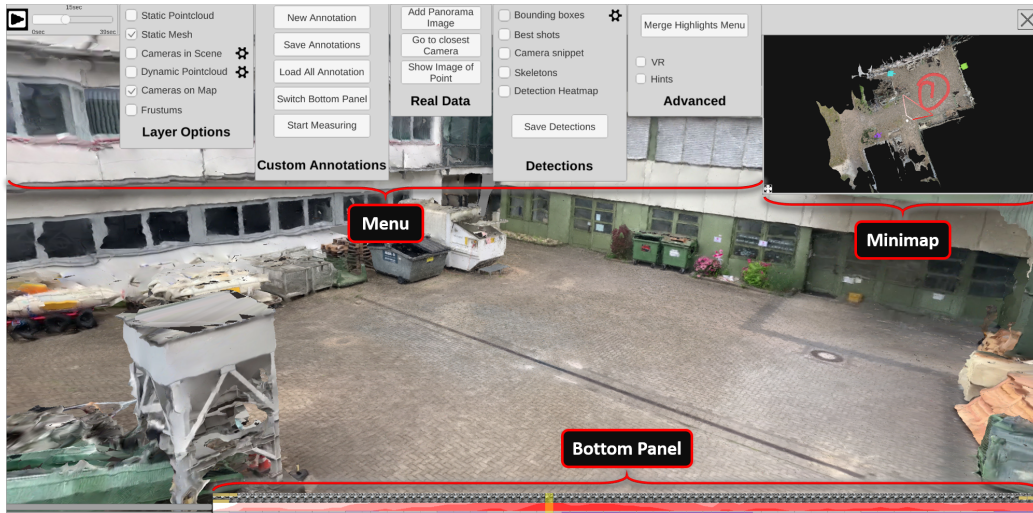 15sec
0sec
39sec
Static Pointcloud
Static Mesh
Cameras in Scene
Dynamic Pointcloud
Cameras on Map
Frustums
Layer Options
New Annotation
Save Annotations
Load All Annotation
Switch Bottom Panel
Start Measuring
Custom Annotations
Add Panorama
Image
Go to closest
Camera
Show Image of
Point
Real Data
Bounding boxes
Best shots
Camera snippet
Skeletons
Detection Heatmap
Save Detections
Detections
Merge Highlights Menu
VR
Hints
Advanced
Menu
Minimap
Bottom Panel